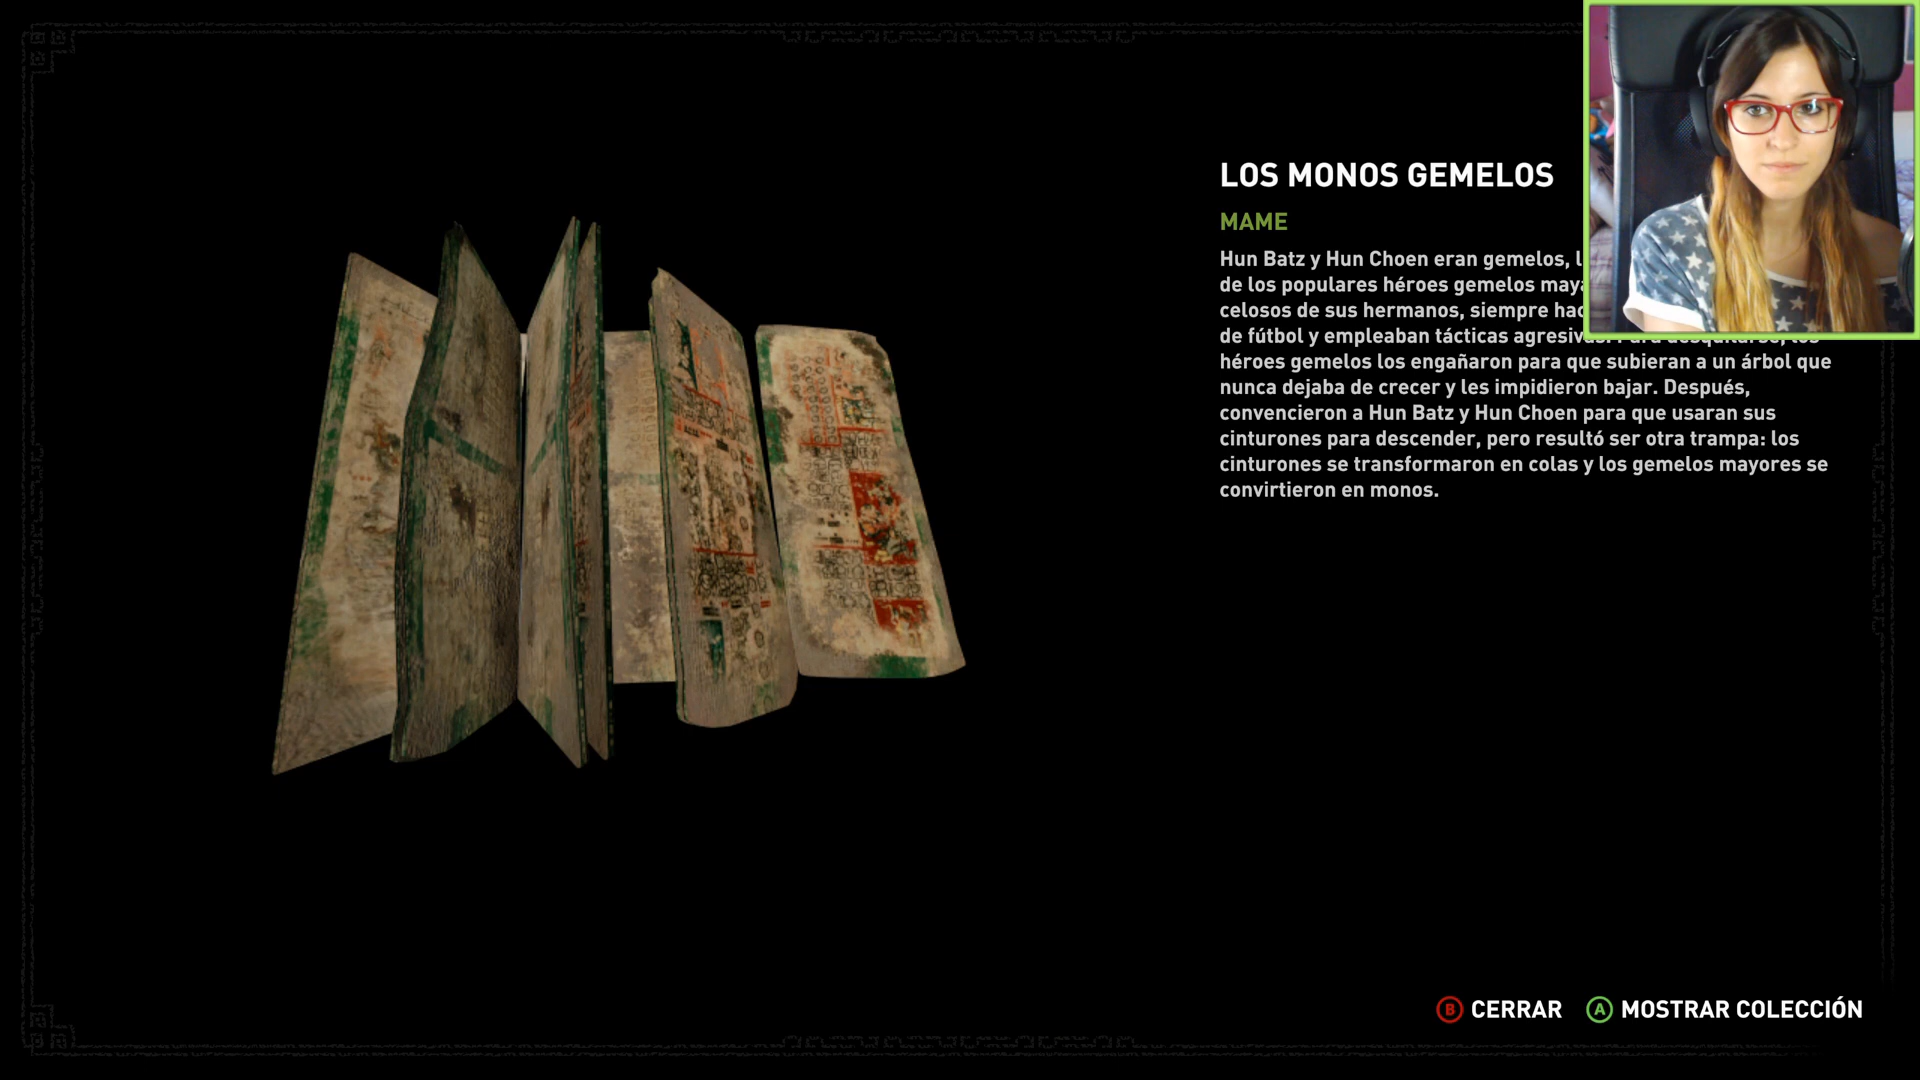 LOS MONOS GEMELOS
MAME
Hun Batz y Hun Choen eran gemelos,
de los populares héroes gemelos
celosos de sus hermanos, siempre
de fútbol y empleaban tácticas
héroes gemelos los engañaron para que subieran a un árbol que
nunca dejaba de crecer y les impidieron bajar. Después,
convencieron a Hun Batz y Hun Choen para que usaran sus
cinturones para descender, pero resultó ser otra trampa: los
cinturones se transformaron en colas y los gemelos mayores se
convirtieron en monos.
B CERRAR A MOSTRAR COLECCIÓN